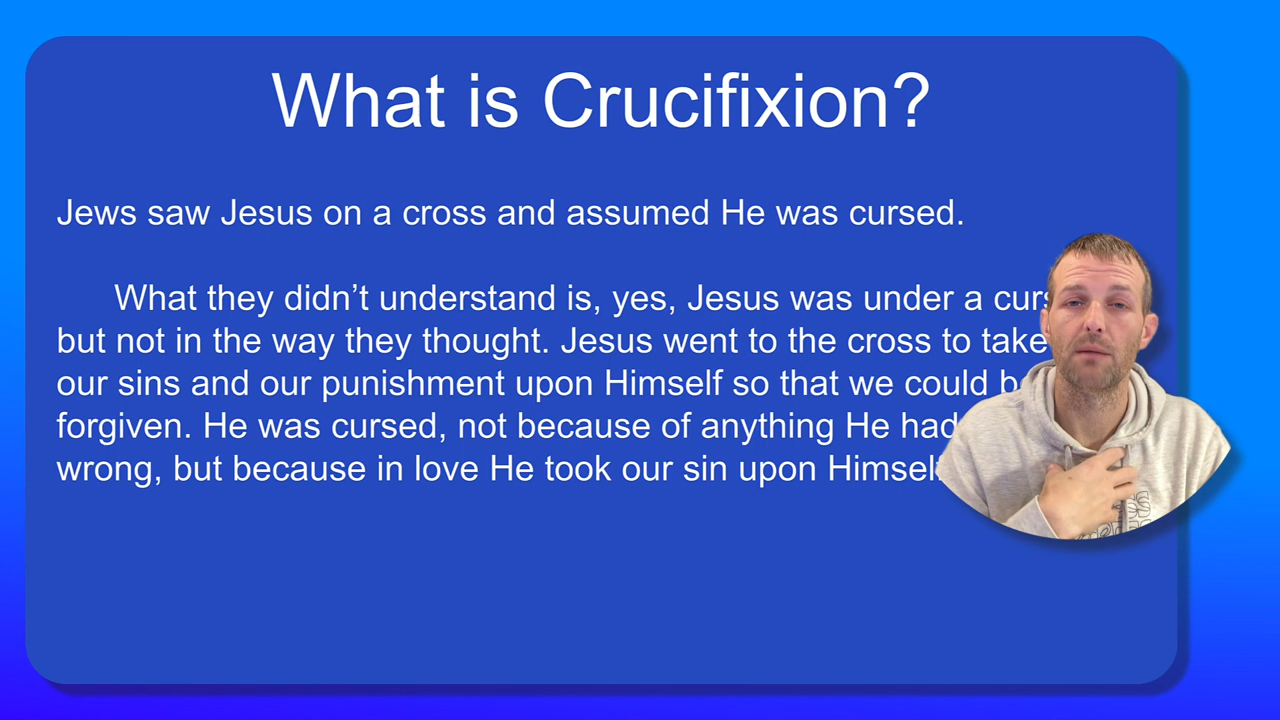 What is Crucifixion?
Jews saw Jesus on a cross and assumed He was cursed.
What they didn’t understand is, yes, Jesus was under a
but not in the way they thought. Jesus went to the cross to take
our sins and our punishment upon Himself so that we could
forgiven. He was cursed, not because of anything He had
wrong, but because in love He took our sin upon Himself